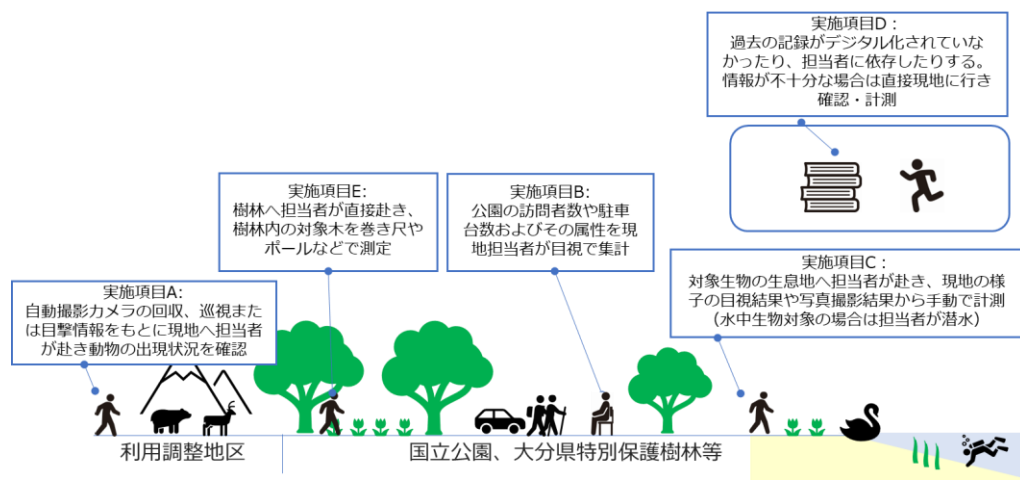 実施項目D：
過去の記録がデジタル化されていな
かったり、担当者に依存したりする。
情報が不十分な場合は直接現地に行き
確認・計測
実施項目E:
樹林へ担当者が直接赴き、
樹林内の対象木を巻き尺や
ポールなどで測定
実施項目B:
公園の訪問者数や駐車
台数およびその属性を現
地担当者が目視で集計
実施項目C：
対象生物の生息地へ担当者が赴き、現地の様
子の目視結果や写真撮影結果から手動で計測
（水中生物対象の場合は担当者が潜水）
実施項目A:
自動撮影カメラの回収、巡視また
は目撃情報をもとに現地へ担当者
が赴き動物の出現状況を確認
利用調整地区
国立公園、大分県特別保護樹林等